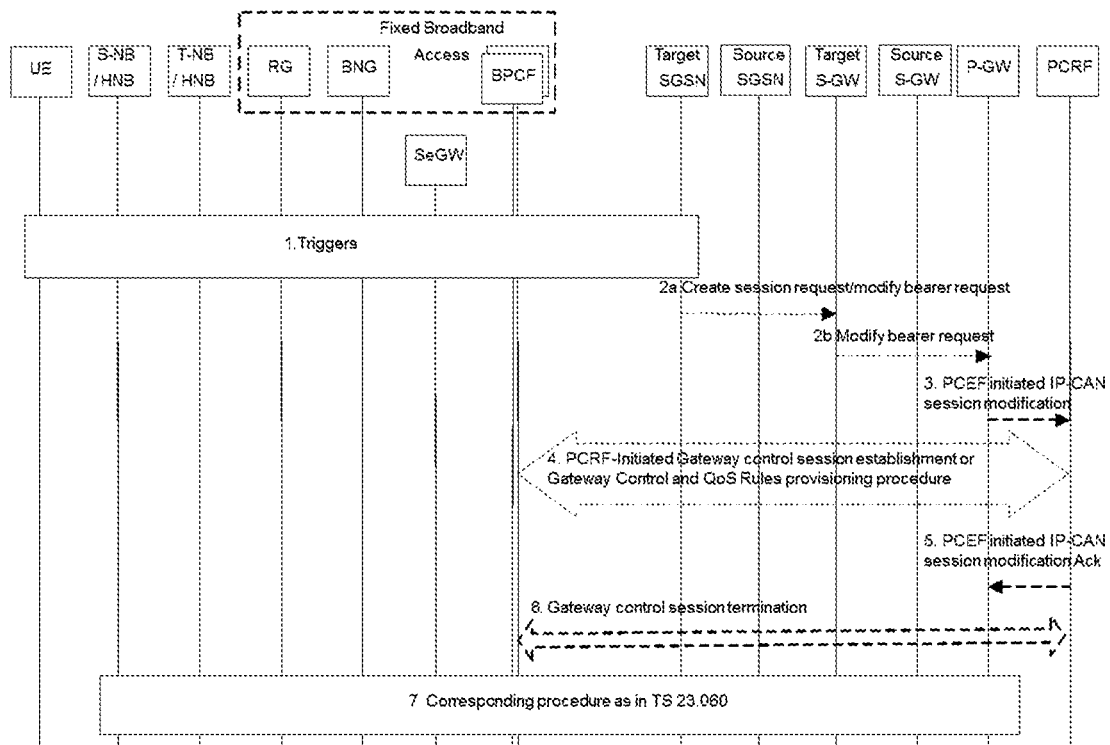 Fixed Broadband
Access
UE
S-NB
/ HNB
T-NB
/ HNB
RG
BNG
BPCF
Target
SGSN
Source
SGSN
Target
S-GW
Source
S-GW
P-GW
PCRF
SeGW
1.Triggers
2a Create session request/modify bearer request
2b Modify bearer request
3. PCEF initiated IP-CAN
session modification
4. PCRF-Initiated Gateway control session establishment or
Gateway Control and QoS Rules provisioning procedure
5. PCEF initiated IP-CAN
session modification Ack
8. Gateway control session termination
7 Corresponding procedure as in TS 23.060